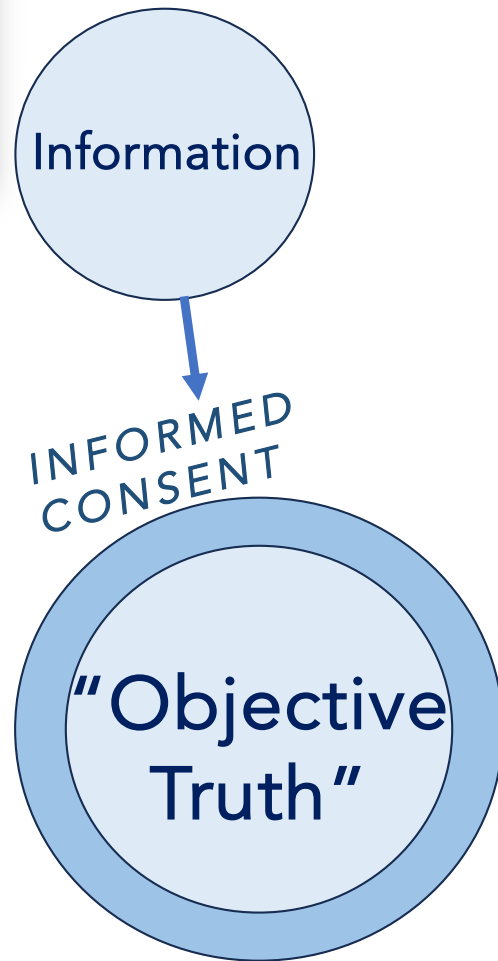 Information
INFORMED
CONSENT
“Objective
Truth”